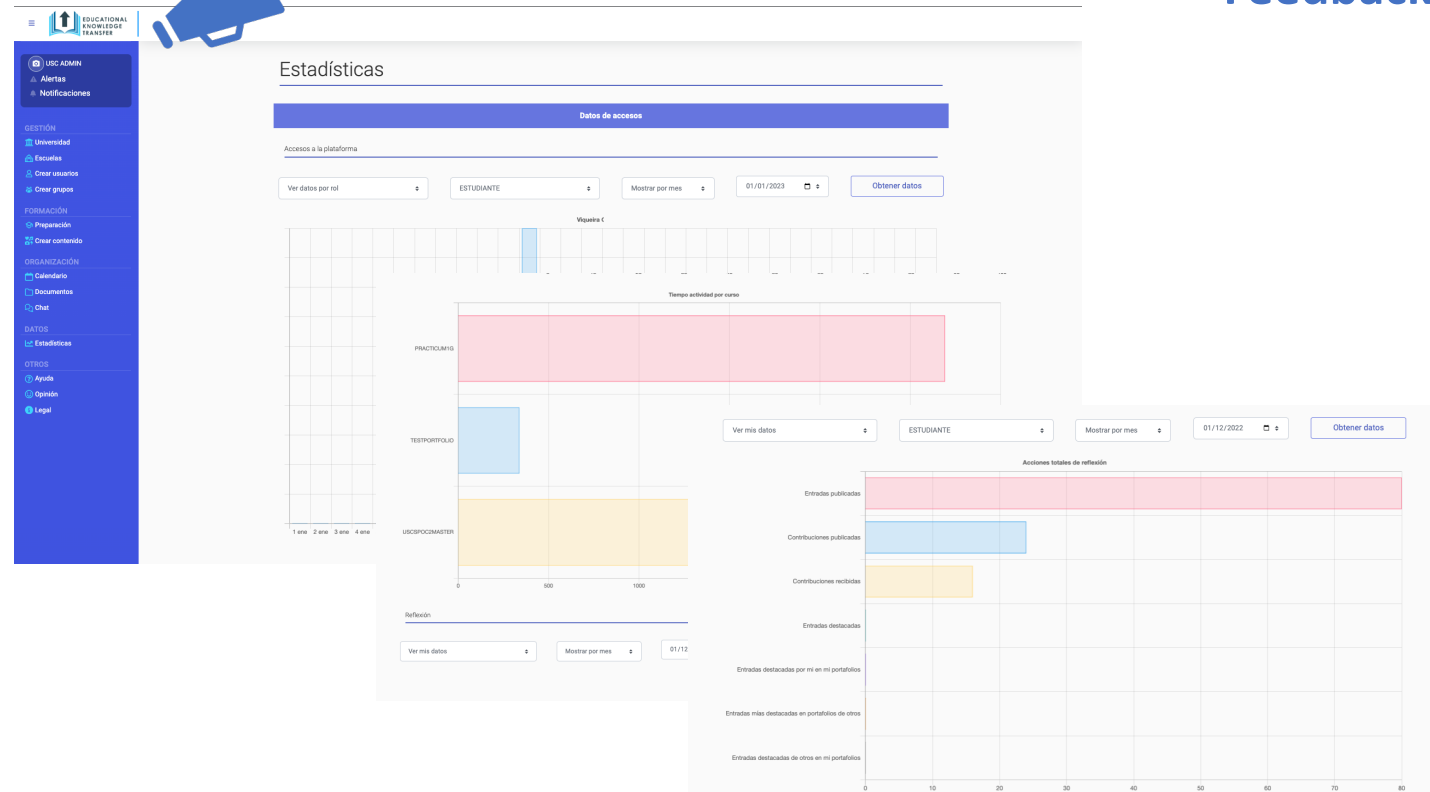 Feedback
EDUCATIONAL
KNOWLEDGE
TRANSFER
USC ADMIN
Alertas
Notificaciones
GESTIÓN
Universidad
Escuelas
Crear usuarios
Crear grupos
FORMACIÓN
Preparación
Crear contenido
ORGANIZACIÓN
Calendario
Documentos
Chat
DATOS
Estadísticas
OTROS
Ayuda
Opinión
Legal
Estadísticas
Datos de accesos
Accesos a la plataforma
Ver datos por rol
ESTUDIANTE
Mostrar por mes
01/01/2023
Obtener datos
Viqueira
1 ene 2 ene 3 ene 4 ene
Tiempo actividad por curso
PRACTICUM1G
TESTPORTFOLIO
USCSPOC2MASTER
0 500 1000
Reflexión
Ver mis datos
Mostrar por mes
01/12
Ver mis datos
ESTUDIANTE
Mostrar por mes
01/12/2022
Obtener datos
Acciones totales de reflexión
Entradas publicadas
Contribuciones publicadas
Contribuciones recibidas
Entradas destacadas
Entradas destacadas por mi en mi portafolios
Entradas mías destacadas en portafolios de otros
Entradas destacadas de otros en mi portafolios
0 10 20 30 40 50 60 70 80